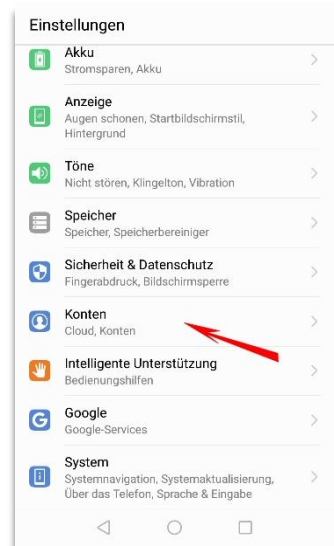 Einstellungen
Akku
Stromsparen, Akku
Anzeige
Augen schonen, Startbildschirmstil,
Hintergrund
Töne
Nicht stören, Klingelton, Vibration
Speicher
Speicher, Speicherbereiniger
Sicherheit & Datenschutz
Fingerabdruck, Bildschirmsperre
Konten
Cloud, Konten
Intelligente Unterstützung
Bedienungshilfen
Google
Google-Services
System
Systemnavigation, Systemaktualisierung,
Über das Telefon, Sprache & Eingabe